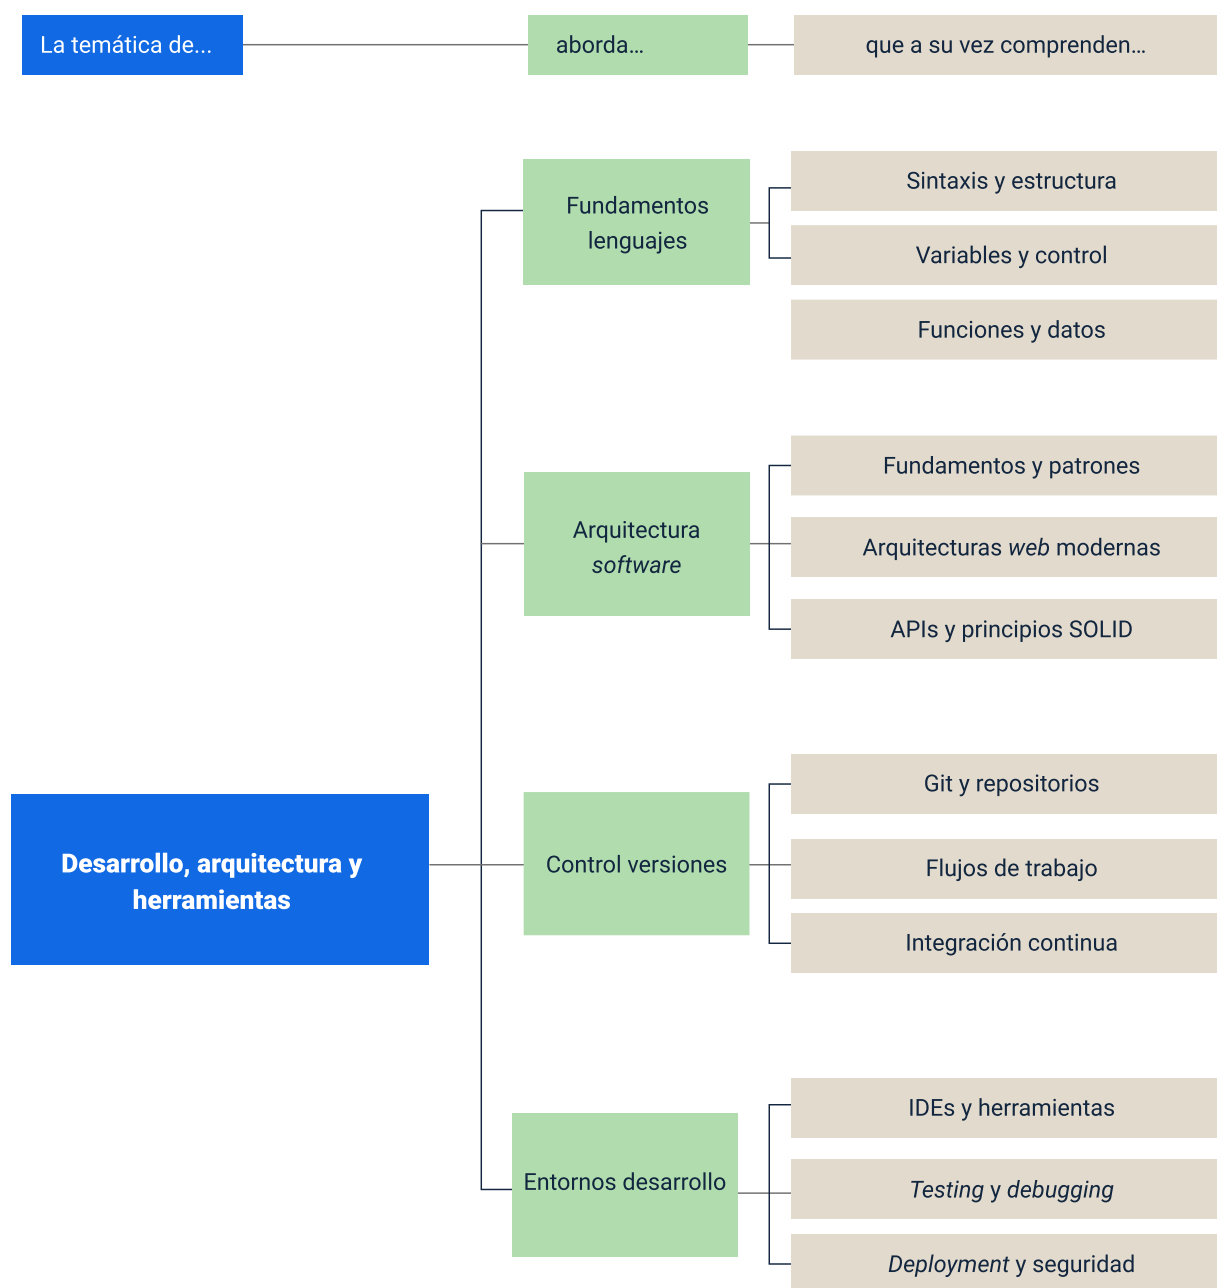 La temática de...
aborda...
que a su vez comprenden...
Fundamentos
lenguajes
Sintaxis y estructura
Variables y control
Funciones y datos
Arquitectura
software
Fundamentos y patrones
Arquitecturas web modernas
APIs y principios SOLID
Desarrollo, arquitectura y
herramientas
Control versiones
Git y repositorios
Flujos de trabajo
Integración continua
Entornos desarrollo
IDEs y herramientas
Testing y debugging
Deployment y seguridad